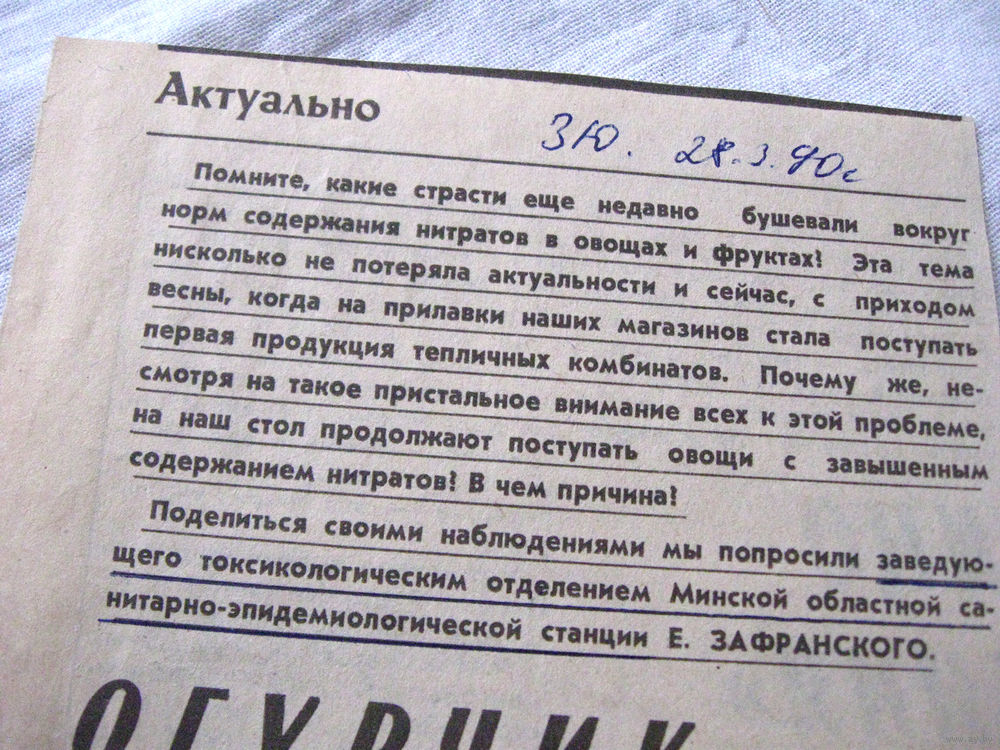 Актуально
ЗЮ. 28.3.90г
Помните, какие страсти еще недавно бушевали вокруг
норм содержания нитратов в овощах и фруктах? Эта тема
нисколько не потеряла актуальности и сейчас, с приходом
весны, когда на прилавки наших магазинов стала поступать
первая продукция тепличных комбинатов. Почему же, не-
смотря на такое пристальное внимание всех к этой проблеме,
на наш стол продолжают поступать овощи с завышенным
содержанием нитратов? В чем причина?
Поделиться своими наблюдениями мы попросили заведую-
щего токсикологическим отделением Минской областной са-
нитарно-эпидемиологической станции Е. ЗАФРАНСКОГО.
ОГУРЧИК